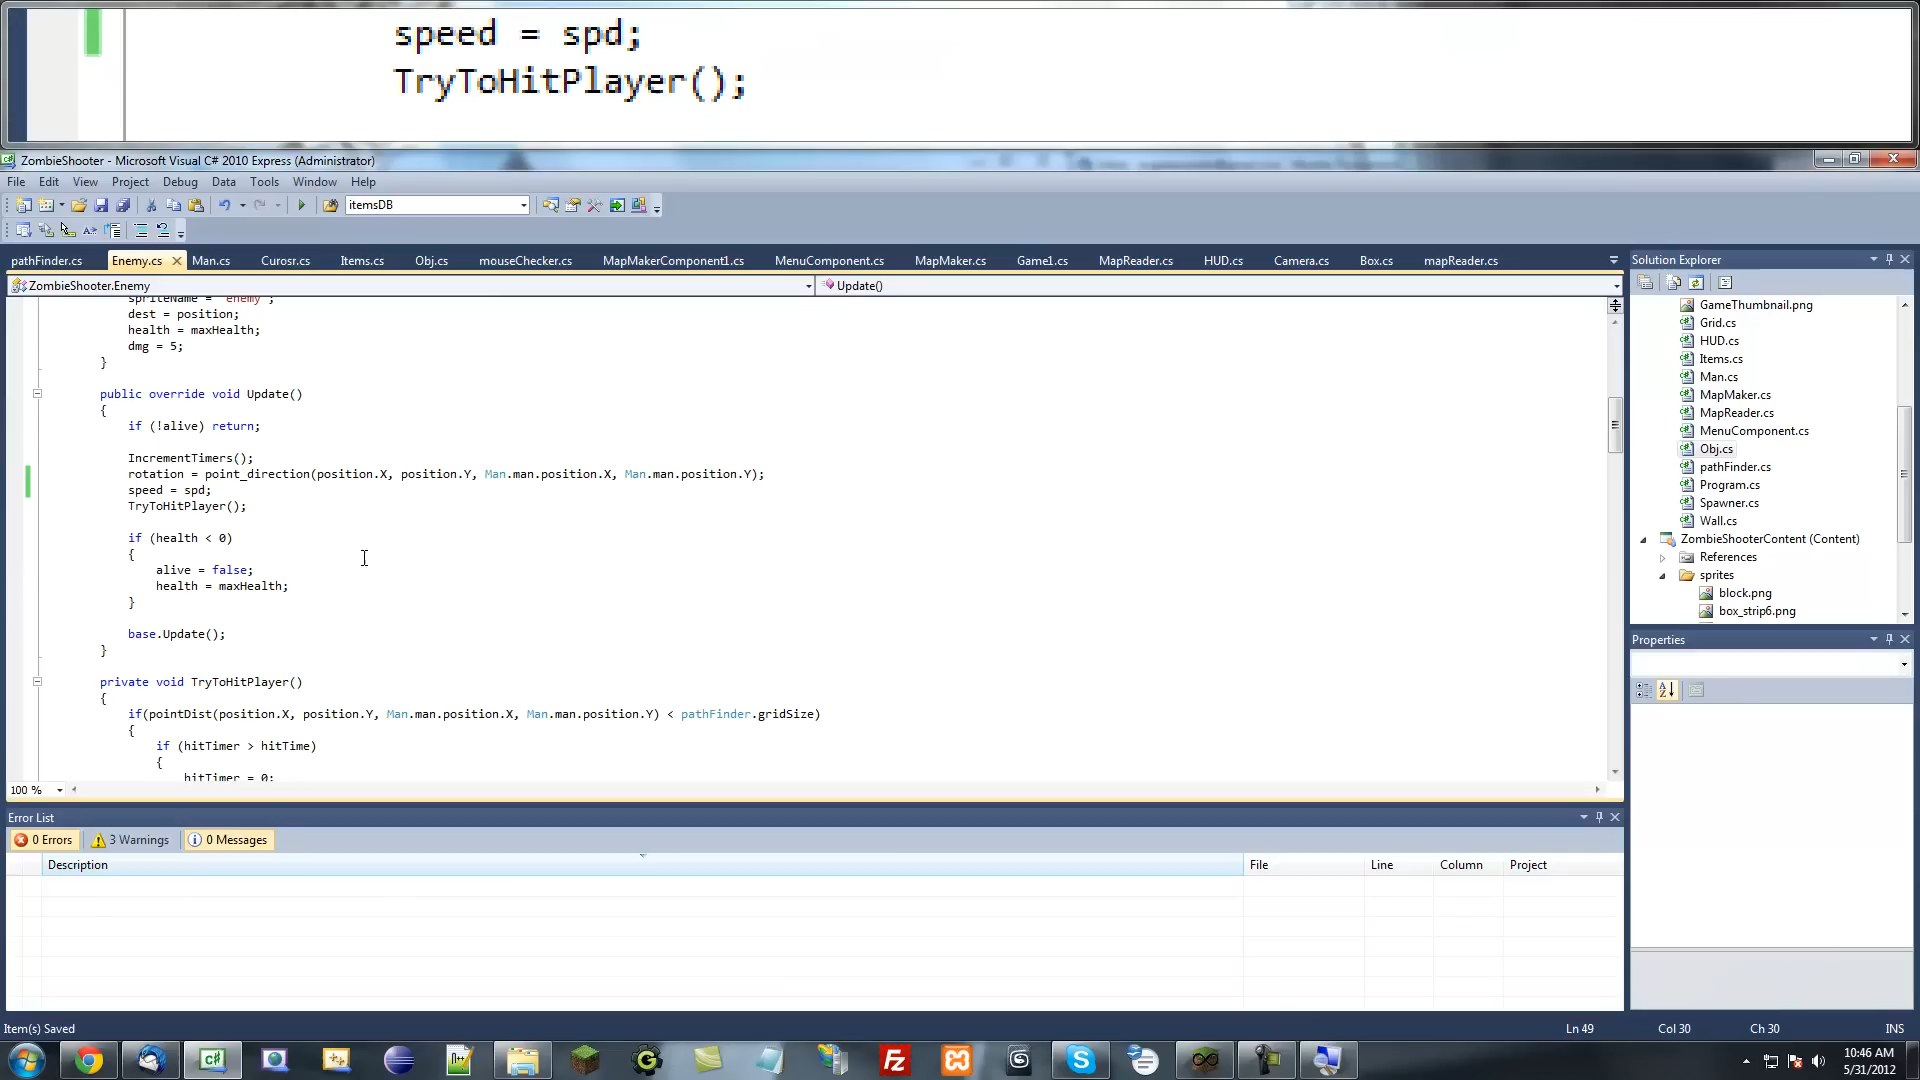 speed = spd;
TryToHitPlayer();
ZombieShooter - Microsoft Visual C# 2010 Express (Administrator)
File Edit View Project Debug Data Tools Window Help
itemsDB
pathFinder.cs Enemy.cs Man.cs Curosr.cs Items.cs Obj.cs mouseChecker.cs MapMakerComponent1.cs MenuComponent.cs MapMaker.cs Game1.cs MapReader.cs HUD.cs Camera.cs Box.cs mapReader.cs
ZombieShooter.Enemy Update()
spriteName = "enemy";
dest = position;
health = maxHealth;
dmg = 5;
}
public override void Update()
{
if (!alive) return;
IncrementTimers();
rotation = point_direction(position.X, position.Y, Man.man.position.X, Man.man.position.Y);
speed = spd;
TryToHitPlayer();
if (health < 0)
{
alive = false;
health = maxHealth;
}
base.Update();
}
private void TryToHitPlayer()
{
if(pointDist(position.X, position.Y, Man.man.position.X, Man.man.position.Y) < pathFinder.gridSize)
{
if (hitTimer > hitTime)
{
hitTimer = 0;
100 %
Solution Explorer
GameThumbnail.png
Grid.cs
HUD.cs
Items.cs
Man.cs
MapMaker.cs
MapReader.cs
MenuComponent.cs
Obj.cs
pathFinder.cs
Program.cs
Spawner.cs
Wall.cs
ZombieShooterContent (Content)
References
sprites
block.png
box_strip6.png
Properties
Error List
0 Errors 3 Warnings 0 Messages
Description File Line Column Project
Item(s) Saved Ln 49 Col 30 Ch 30 INS
10:46 AM
5/31/2012